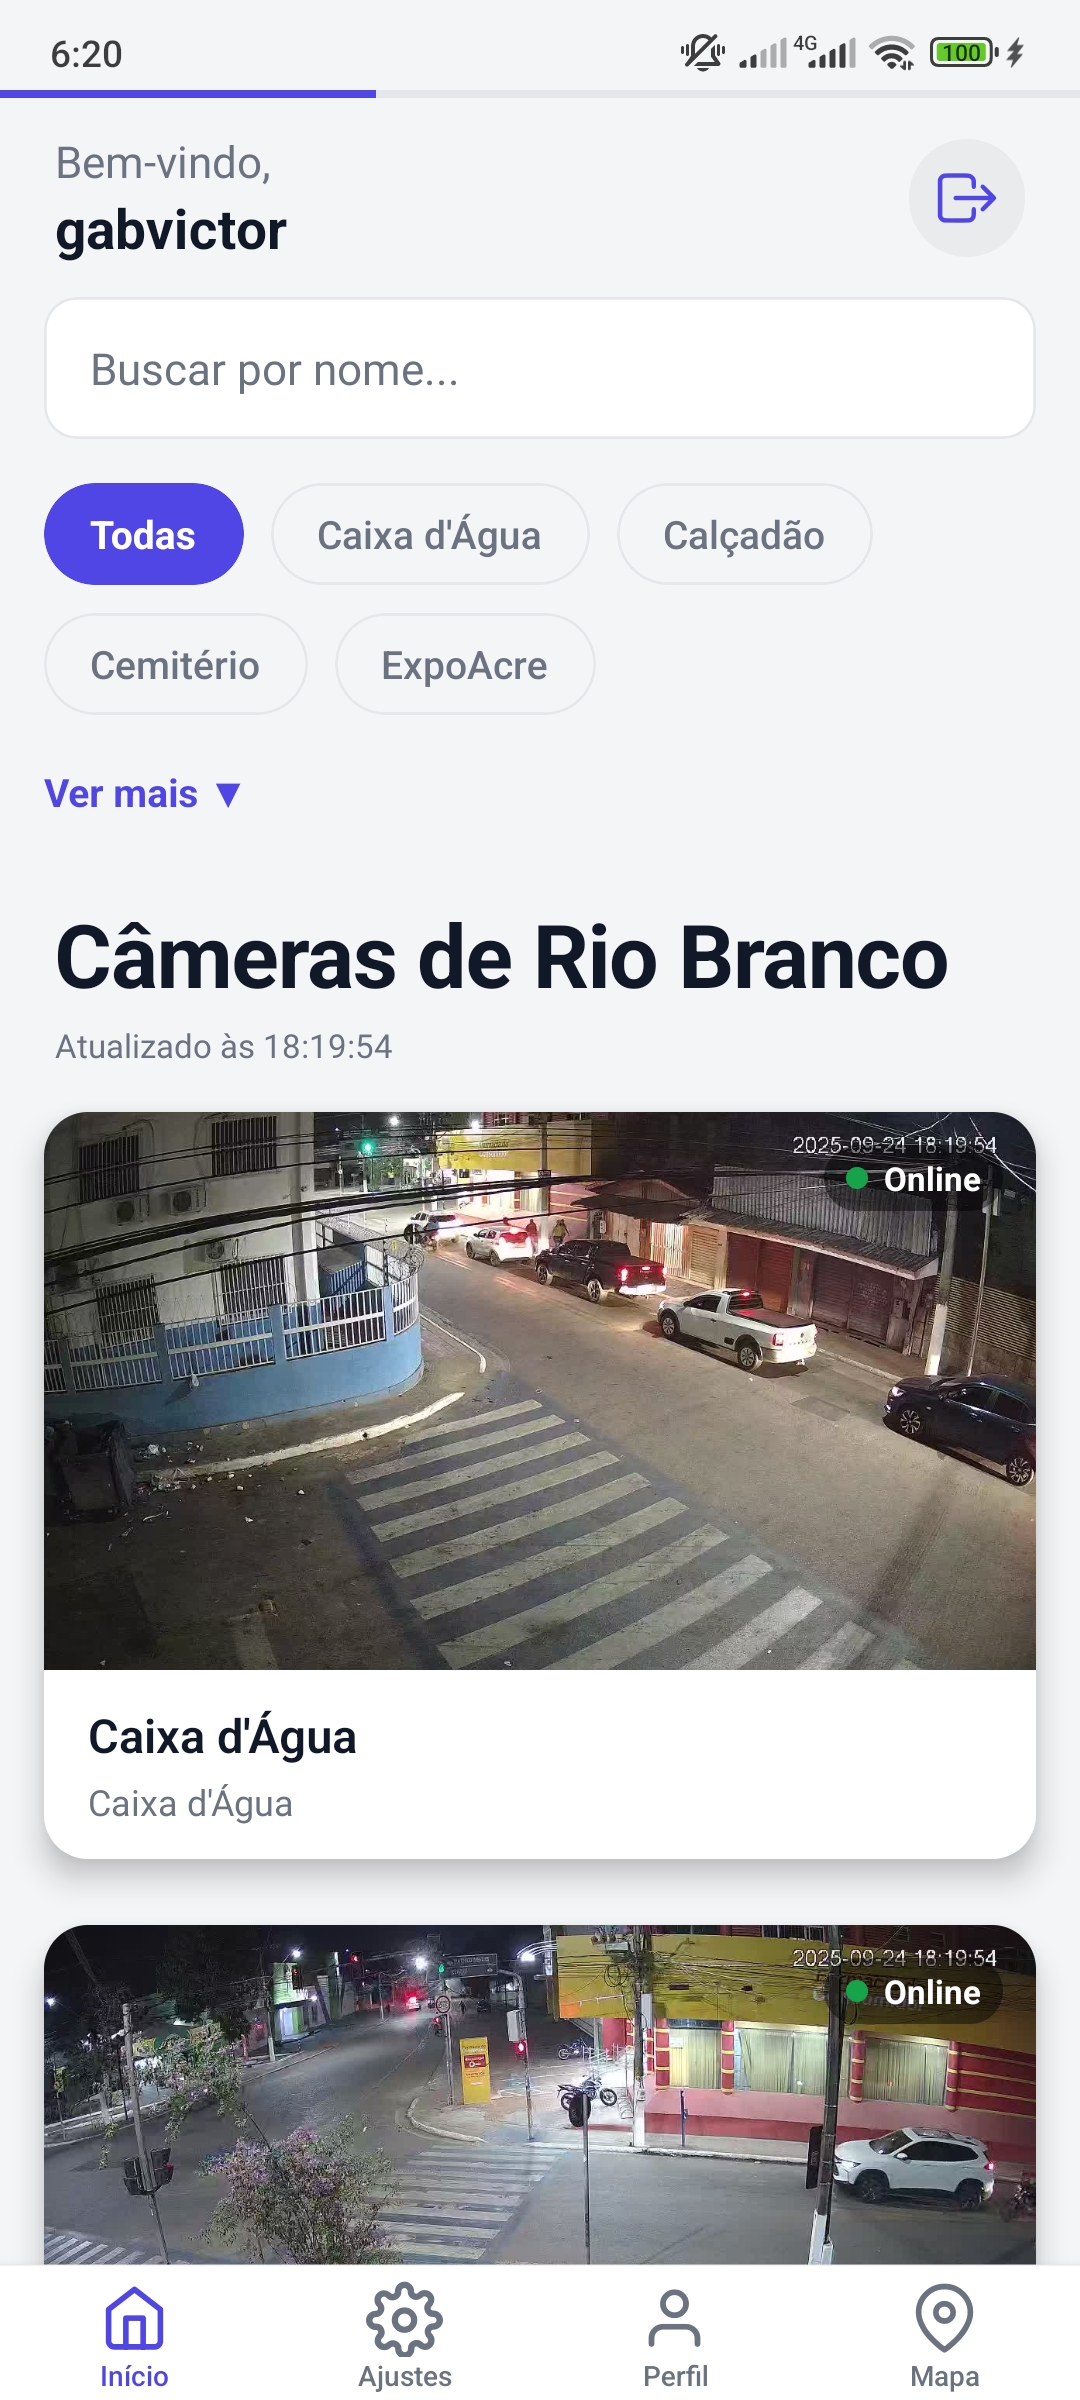 6:20
4G
100
Bem-vindo,
gabvictor
Buscar por nome...
Todas
Caixa d'Água
Calçadão
Cemitério
ExpoAcre
Ver mais ▼
Câmeras de Rio Branco
Atualizado às 18:19:54
2025-09-24 18:19:54
Online
Caixa d'Água
Caixa d'Água
2025-09-24 18:19:54
Online
Início
Ajustes
Perfil
Mapa